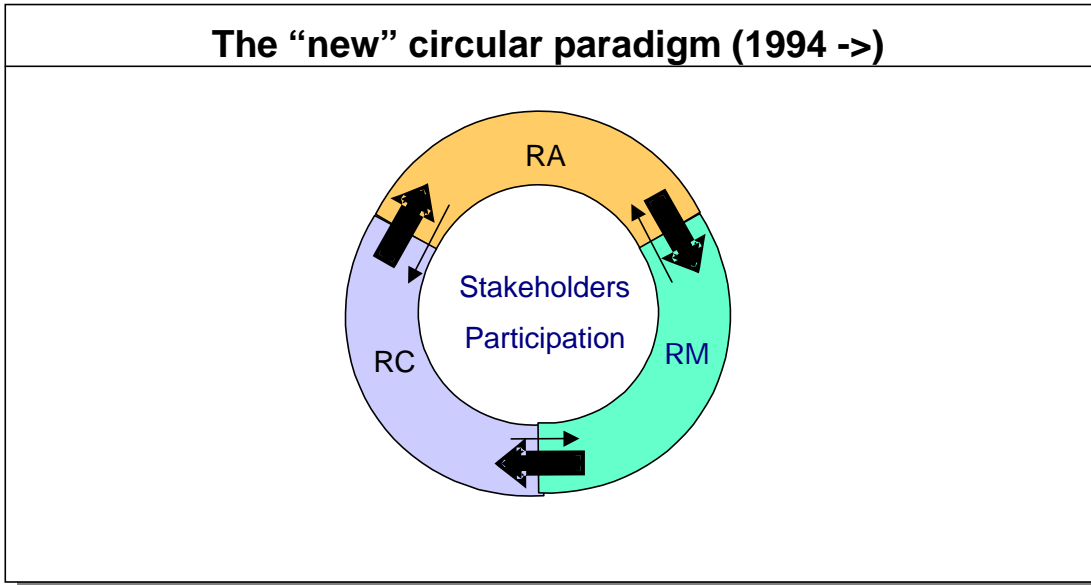 The “new” circular paradigm (1994 ->)
RA
Stakeholders
Participation
RC
RM